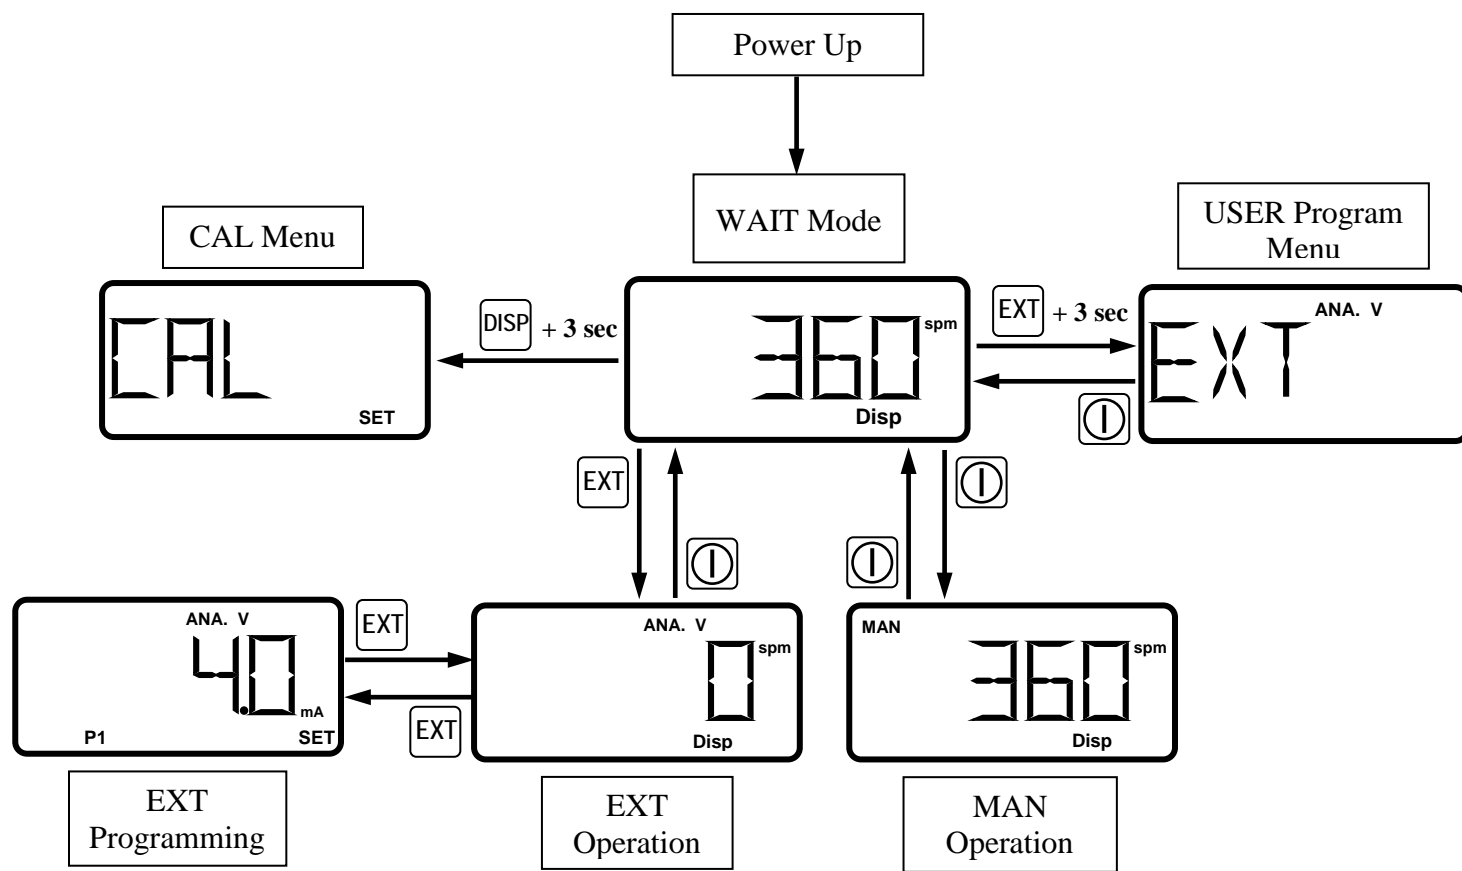 Power Up
WAIT Mode
CAL Menu
USER Program
Menu
CAL
SET
DISP + 3 sec
360 spm
Disp
EXT + 3 sec
ANA. V
EXT
EXT
ANA. V
4.0 mA
P1 SET
EXT
EXT
ANA. V
0 spm
Disp
MAN
360 spm
Disp
EXT
Programming
EXT
Operation
MAN
Operation